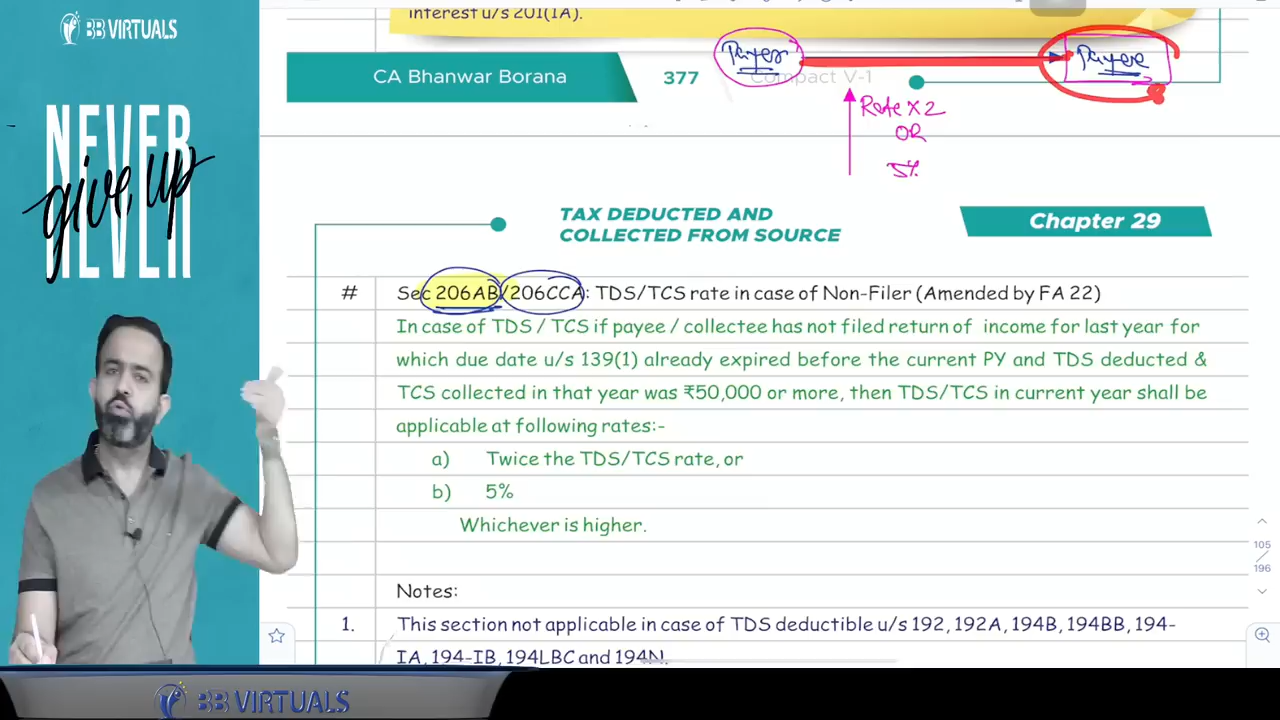 BB VIRTUALS
interest u/s 201(1A).
Payer
Payee
CA Bhanwar Borana
377
Compact V-1
Rate X 2
OR
5%
NEVER
give up
NEVER
TAX DEDUCTED AND
COLLECTED FROM SOURCE
Chapter 29
# Sec 206AB/206CCA: TDS/TCS rate in case of Non-Filer (Amended by FA 22)
In case of TDS / TCS if payee / collectee has not filed return of income for last year for
which due date u/s 139(1) already expired before the current PY and TDS deducted &
TCS collected in that year was ₹50,000 or more, then TDS/TCS in current year shall be
applicable at following rates:-
a) Twice the TDS/TCS rate, or
b) 5%
Whichever is higher.
105
196
Notes:
1. This section not applicable in case of TDS deductible u/s 192, 192A, 194B, 194BB, 194-
IA, 194-IB, 194LBC and 194N.
BB VIRTUALS